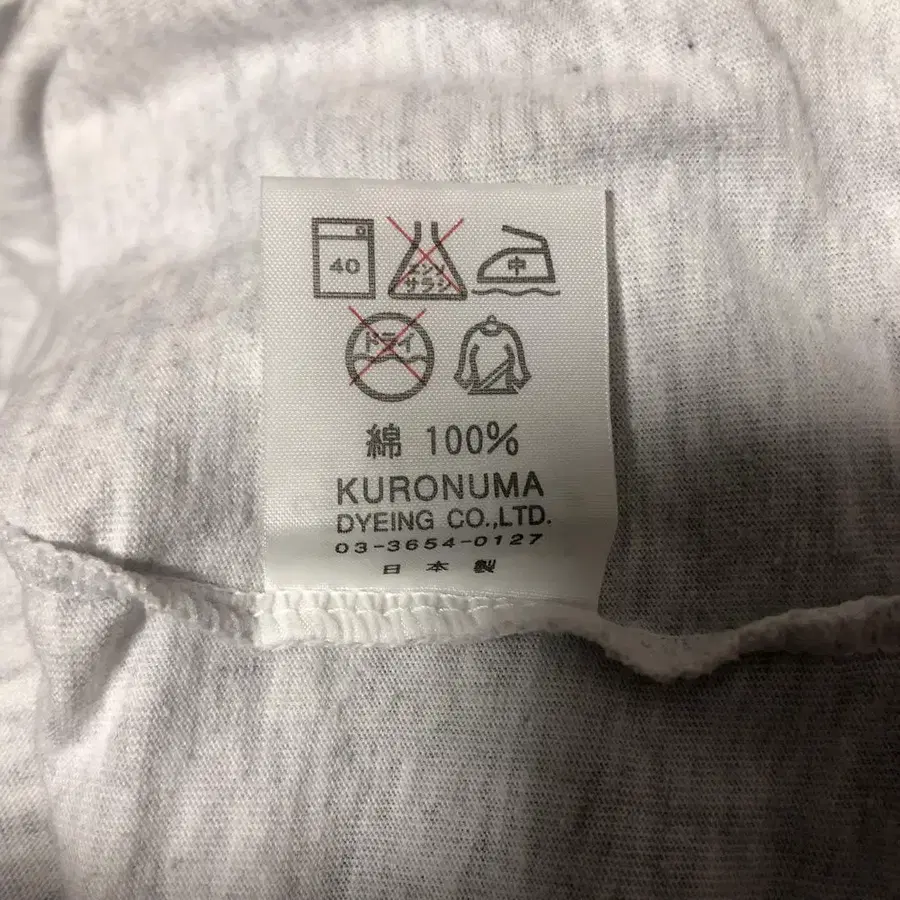 40
エンソ
サラシ
中
ドライ
綿 100%
KURONUMA
DYEING CO.,LTD.
03-3654-0127
日本製